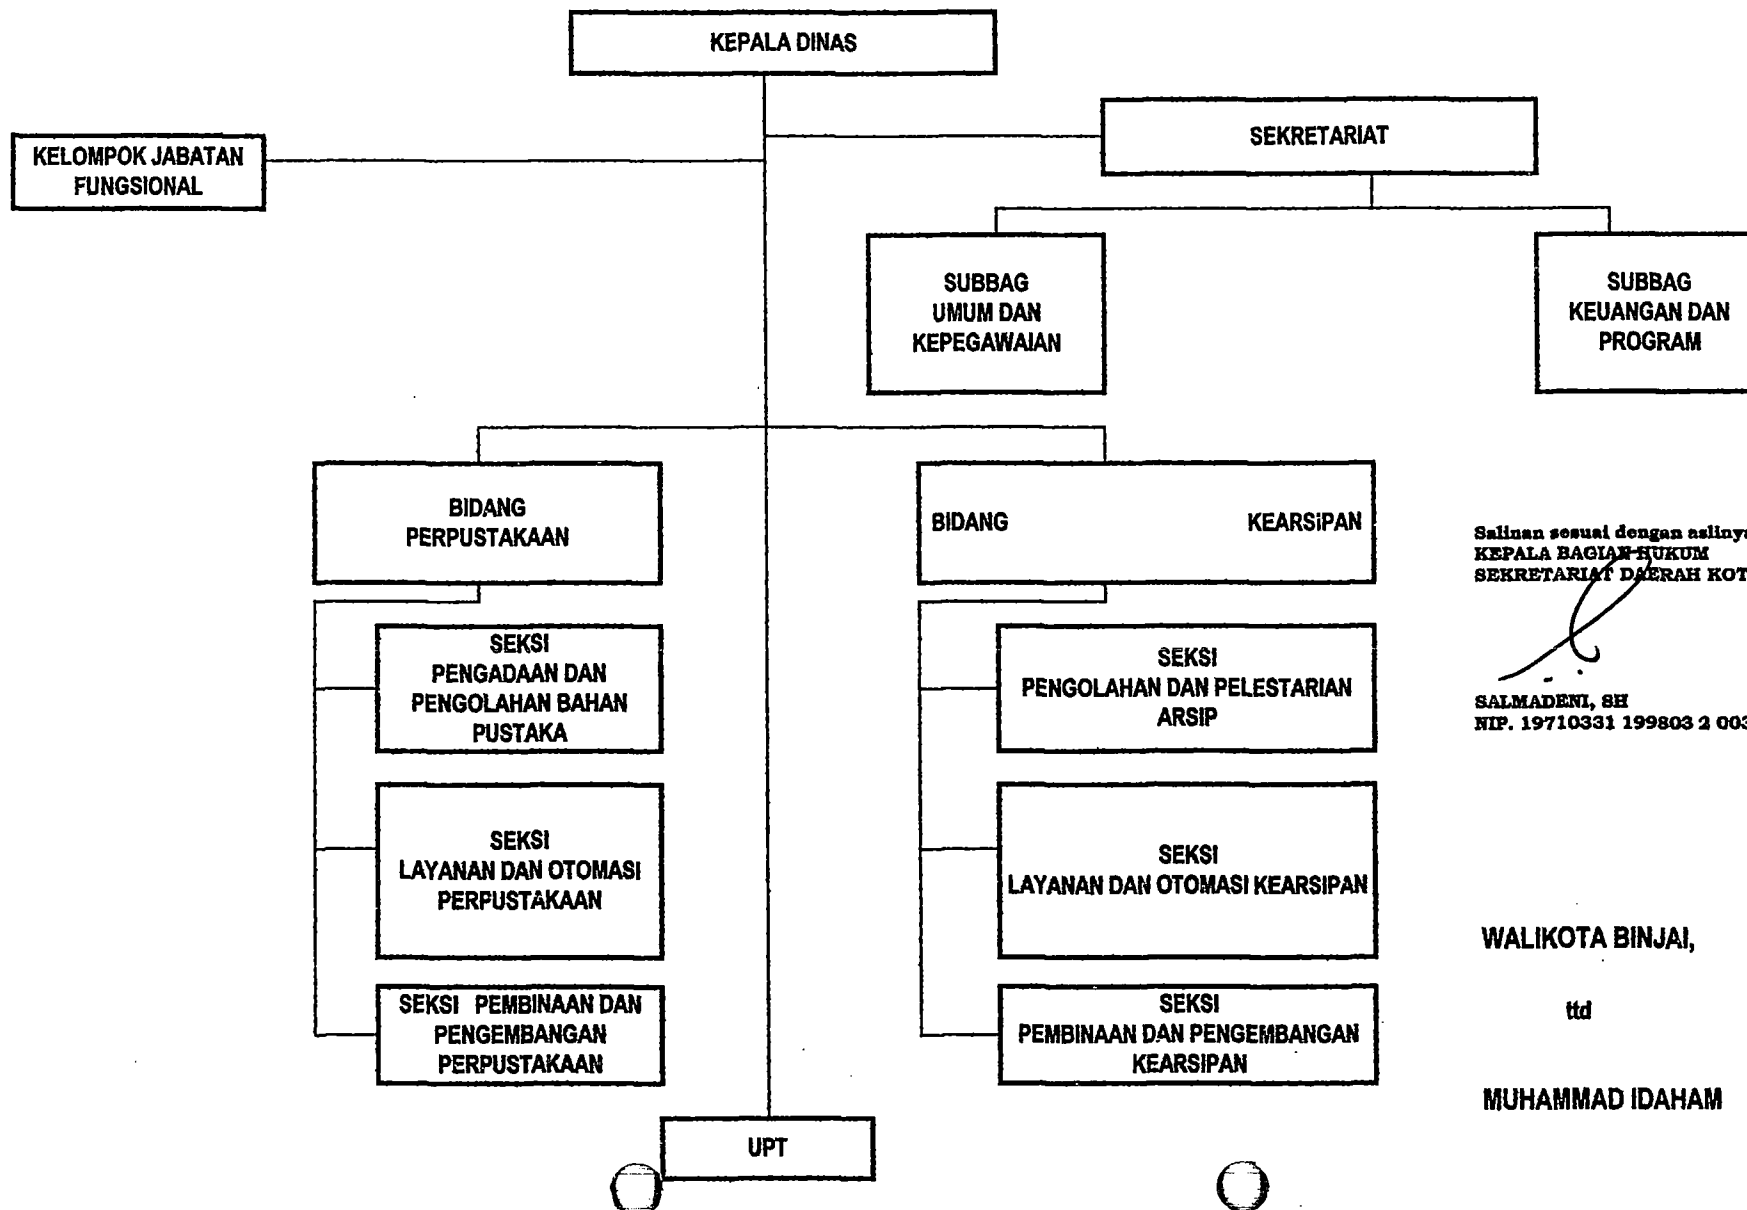 KEPALA DINAS
SEKRETARIAT
KELOMPOK JABATAN
FUNGSIONAL
SUBBAG
UMUM DAN
KEPEGAWAIAN
SUBBAG
KEUANGAN DAN
PROGRAM
BIDANG
PERPUSTAKAAN
BIDANG KEARSIPAN
SEKSI
PENGADAAN DAN
PENGOLAHAN BAHAN
PUSTAKA
SEKSI
PENGOLAHAN DAN PELESTARIAN
ARSIP
SEKSI
LAYANAN DAN OTOMASI
PERPUSTAKAAN
SEKSI
LAYANAN DAN OTOMASI KEARSIPAN
SEKSI PEMBINAAN DAN
PENGEMBANGAN
PERPUSTAKAAN
SEKSI
PEMBINAAN DAN PENGEMBANGAN
KEARSIPAN
UPT
Salinan sesuai dengan aslinya
KEPALA BAGIAN HUKUM
SEKRETARIAT DAERAH KOT
SALMADENI, SH
NIP. 19710331 199803 2 003
WALIKOTA BINJAI,
ttd
MUHAMMAD IDAHAM